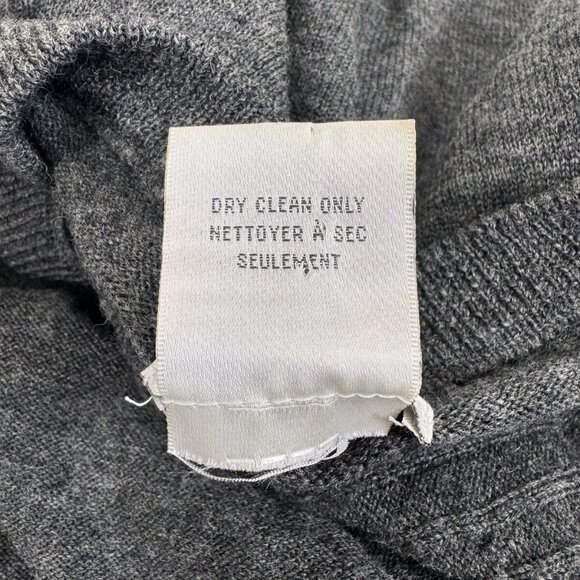 DRY CLEAN ONLY
NETTOYER À SEC
SEULEMENT